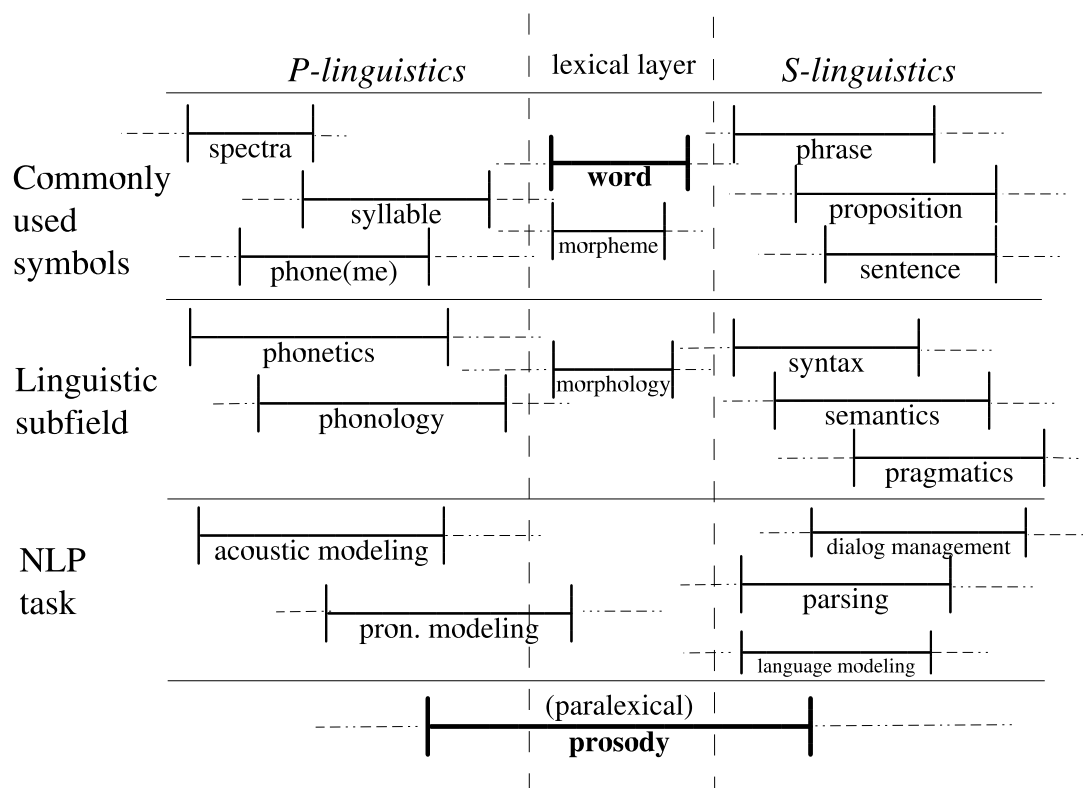 P-linguistics
lexical layer
S-linguistics
Commonly
used
symbols
spectra
syllable
phone(me)
word
morpheme
phrase
proposition
sentence
Linguistic
subfield
phonetics
phonology
morphology
syntax
semantics
pragmatics
NLP
task
acoustic modeling
pron. modeling
dialog management
parsing
language modeling
(paralexical)
prosody